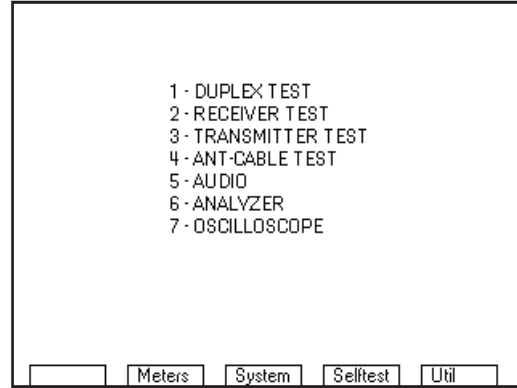 1 - DUPLEX TEST
2 - RECEIVER TEST
3 - TRANSMITTER TEST
4 - ANT-CABLE TEST
5 - AUDIO
6 - ANALYZER
7 - OSCILLOSCOPE
Meters System Selftest Util